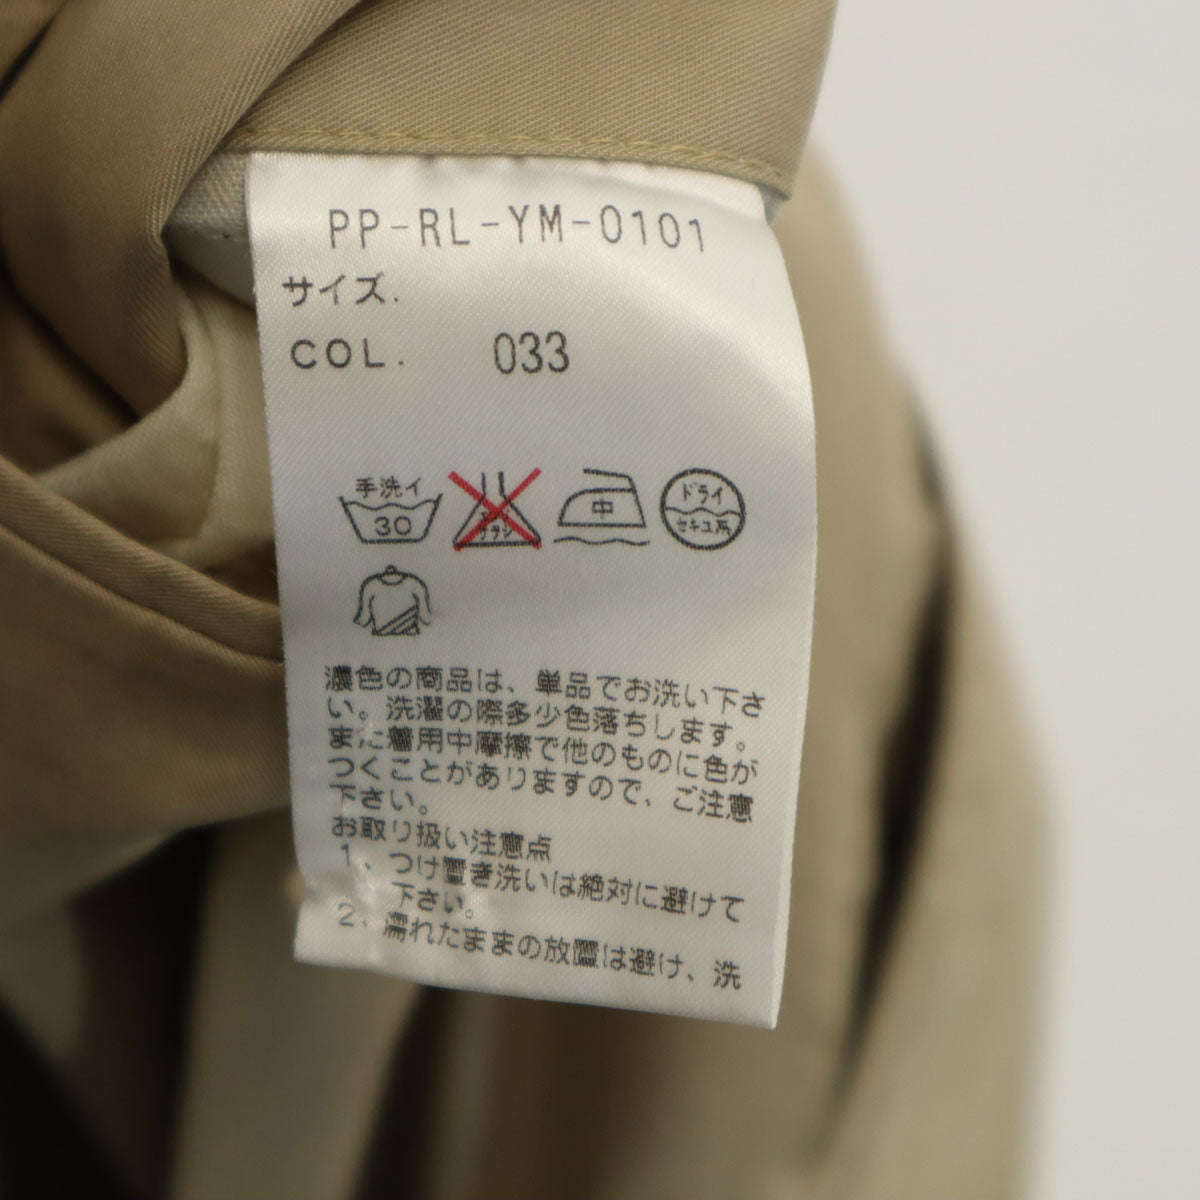 PP-RL-YM-0101
サイズ.
COL. 033
手洗イ 中 ドライ
30 サラシ セキユ系
濃色の商品は、単品でお洗い下さ
い。洗濯の際多少色落ちします。
また着用中摩擦で他のものに色が
つくことがありますので、ご注意
下さい。
お取り扱い注意点
1、つけ置き洗いは絶対に避けて
下さい。
2、濡れたままの放置は避け、洗